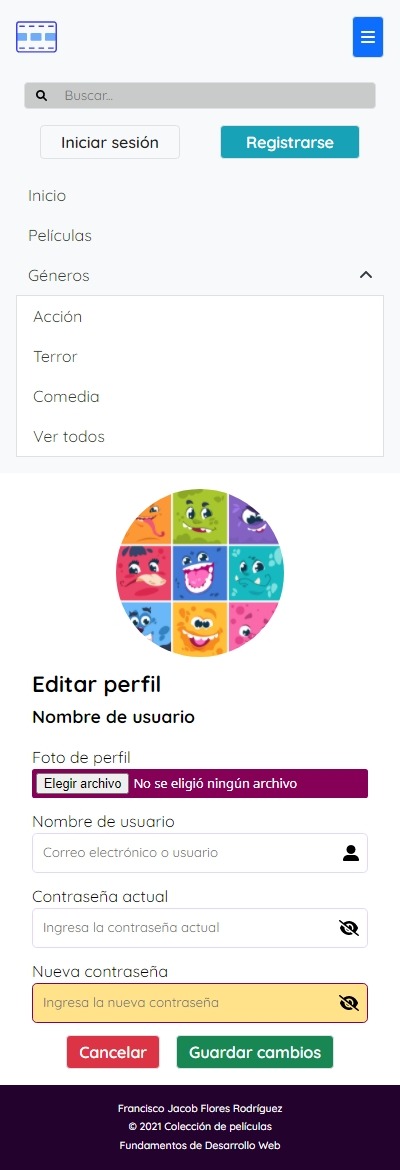 Buscar...
Iniciar sesión
Registrarse
Inicio
Películas
Géneros
Acción
Terror
Comedia
Ver todos
Editar perfil
Nombre de usuario
Foto de perfil
Elegir archivo No se eligió ningún archivo
Nombre de usuario
Correo electrónico o usuario
Contraseña actual
Ingresa la contraseña actual
Nueva contraseña
Ingresa la nueva contraseña
Cancelar
Guardar cambios
Francisco Jacob Flores Rodríguez
© 2021 Colección de películas
Fundamentos de Desarrollo Web